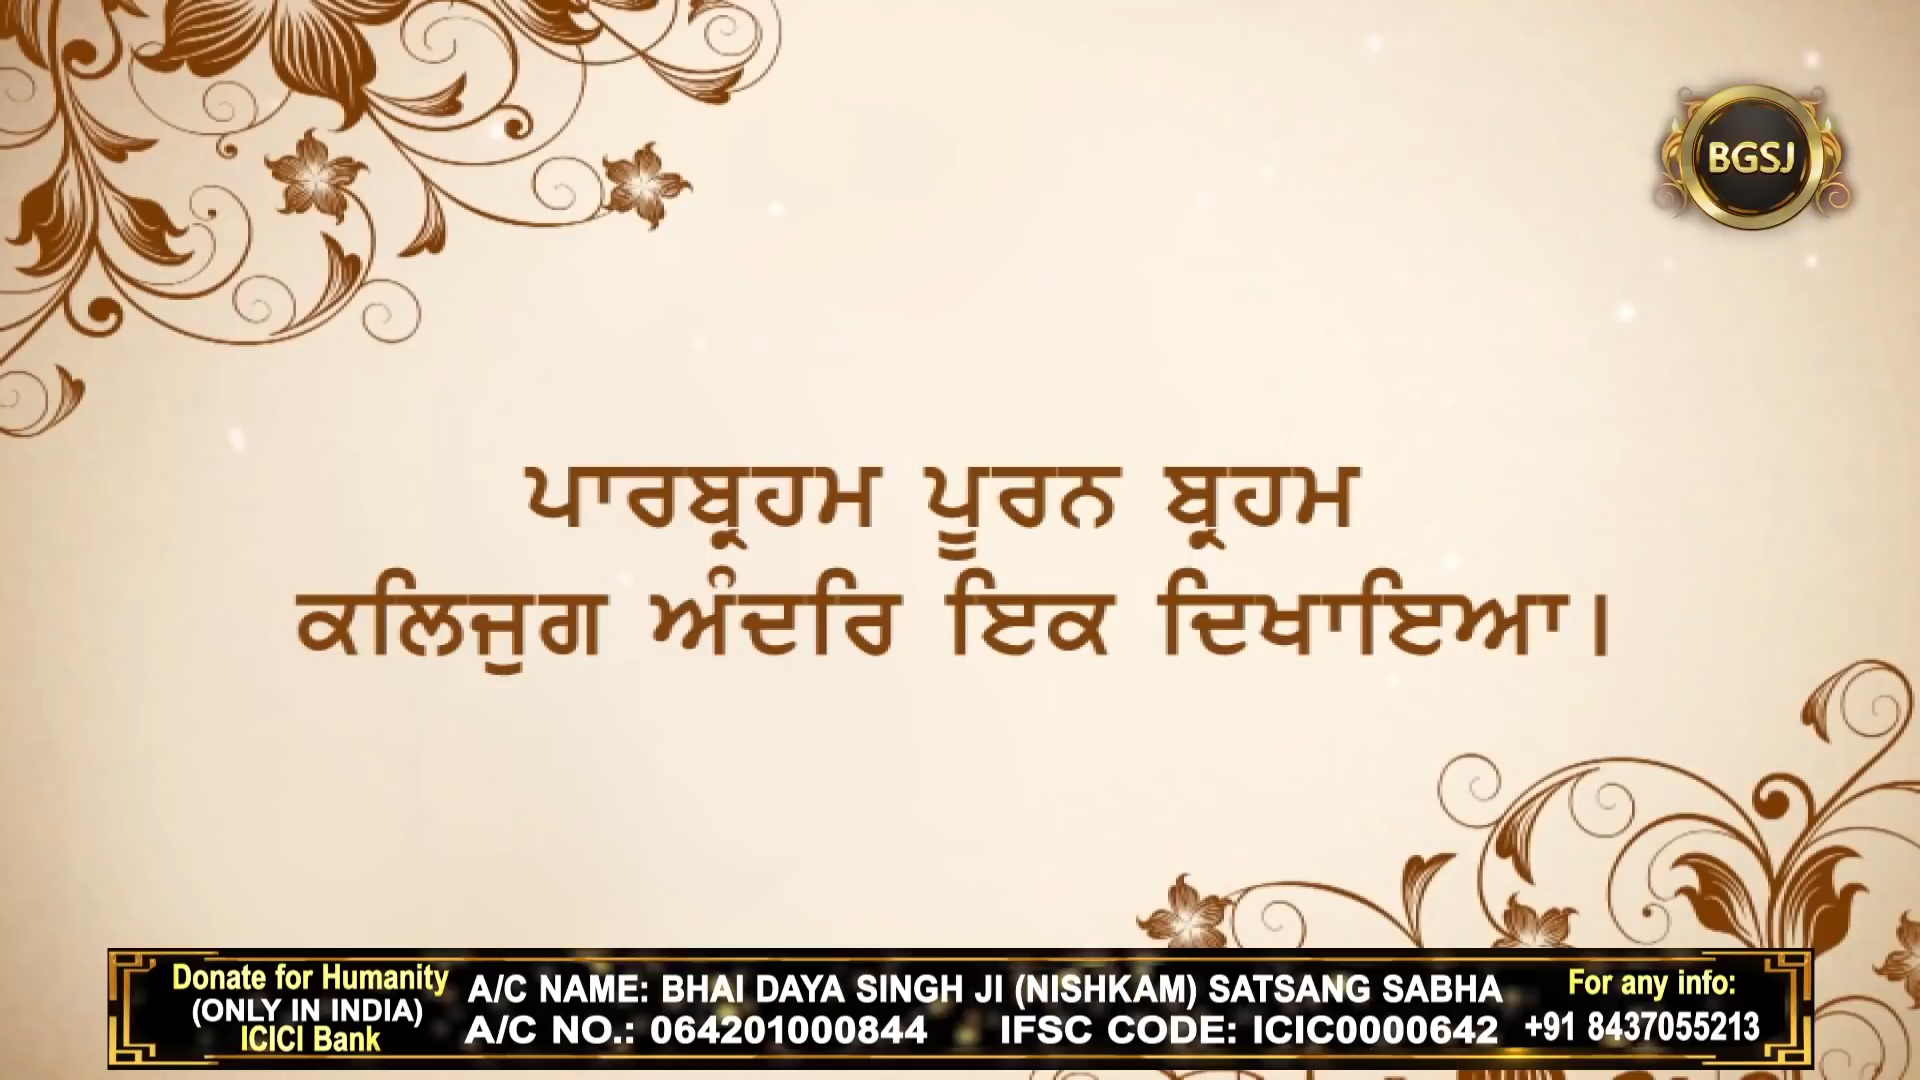 BGSJ
ਪਾਰਬ੍ਰਹਮ ਪੂਰਨ ਬ੍ਰਹਮ
ਕਲਿਜੁਗ ਅੰਦਰਿ ਇਕ ਦਿਖਾਇਆ।
Donate for Humanity
(ONLY IN INDIA)
ICICI Bank
A/C NAME: BHAI DAYA SINGH JI (NISHKAM) SATSANG SABHA
A/C NO.: 064201000844 IFSC CODE: ICIC0000642
For any info:
+91 8437055213